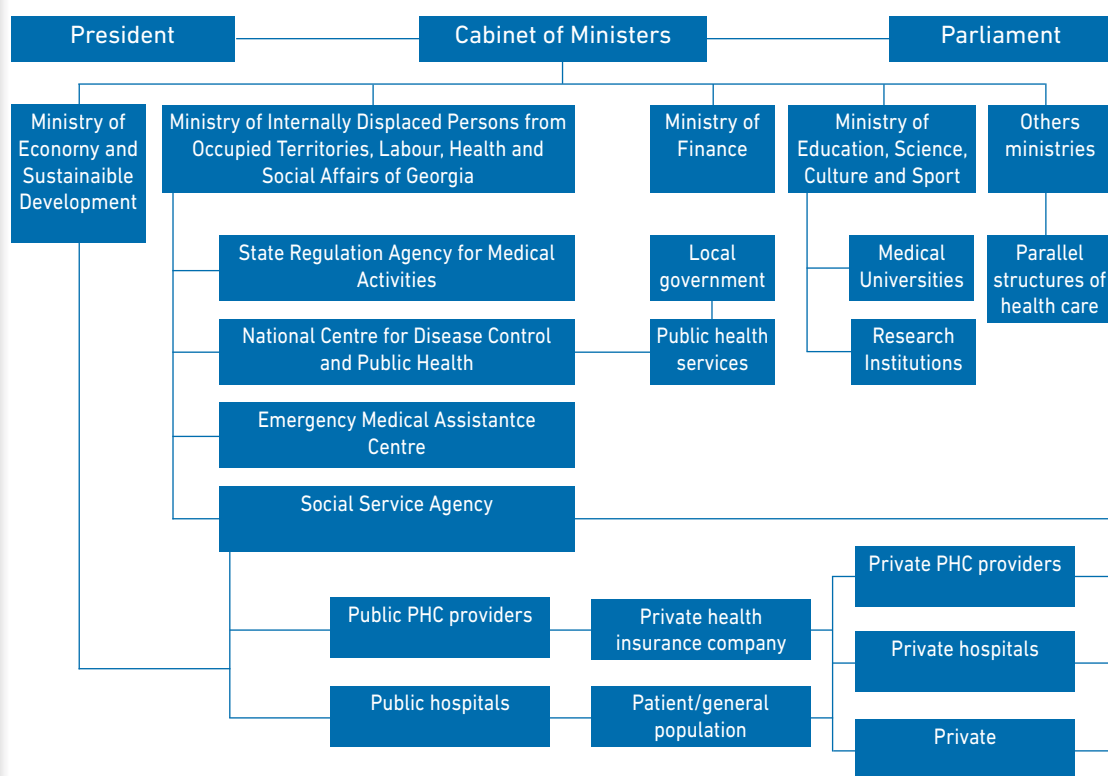 President
Cabinet of Ministers
Parliament
Ministry of
Economy and
Sustainaible
Development
Ministry of Internally Displaced Persons from
Occupied Territories, Labour, Health and
Social Affairs of Georgia
Ministry of
Finance
Ministry of
Education, Science,
Culture and Sport
Others
ministries
State Regulation Agency for Medical
Activities
Local
government
Medical
Universities
Parallel
structures of
health care
National Centre for Disease Control
and Public Health
Public health
services
Research
Institutions
Emergency Medical Assistantce
Centre
Social Service Agency
Private PHC providers
Public PHC providers
Private health
insurance company
Private hospitals
Public hospitals
Patient/general
population
Private